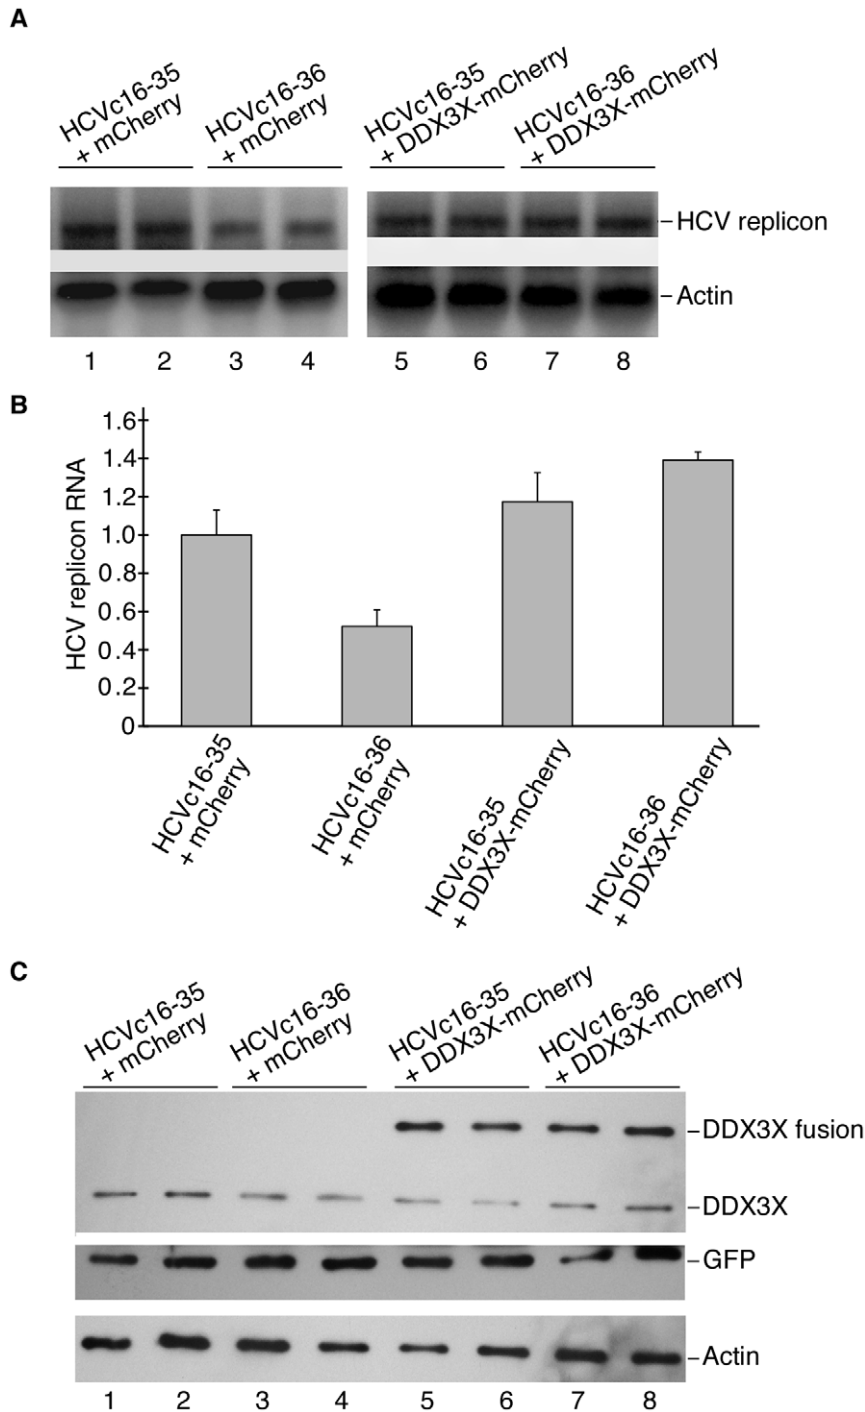 A
HCVc16-35
+ mCherry
HCVc16-36
+ mCherry
HCVc16-35
+ DDX3X-mCherry
HCVc16-36
+ DDX3X-mCherry
HCV replicon
Actin
1 2 3 4 5 6 7 8
B
HCV replicon RNA
1.6
1.4
1.2
1.0
0.8
0.6
0.4
0.2
0
HCVc16-35
+ mCherry
HCVc16-36
+ mCherry
HCVc16-35
+ DDX3X-mCherry
HCVc16-36
+ DDX3X-mCherry
C
HCVc16-35
+ mCherry
HCVc16-36
+ mCherry
HCVc16-35
+ DDX3X-mCherry
HCVc16-36
+ DDX3X-mCherry
DDX3X fusion
DDX3X
GFP
Actin
1 2 3 4 5 6 7 8